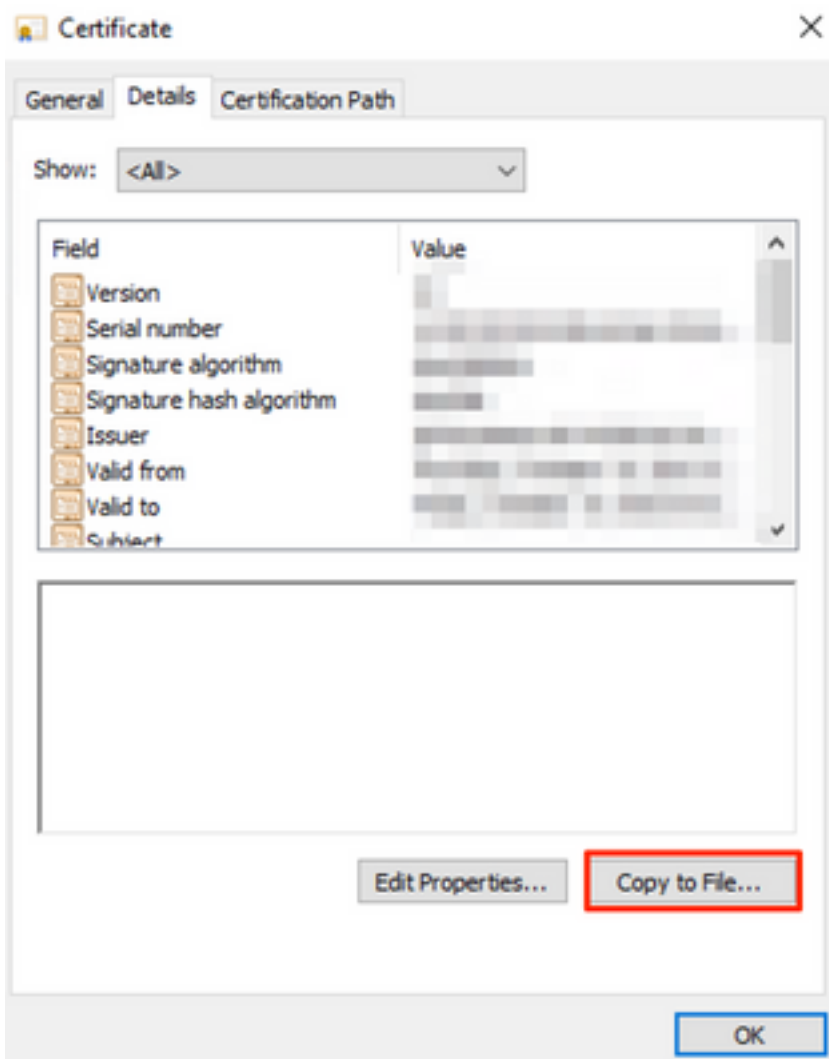 Certificate
General Details Certification Path
Show: <All>
Field Value
Version
Serial number
Signature algorithm
Signature hash algorithm
Issuer
Valid from
Valid to
Subject
Edit Properties... Copy to File...
OK